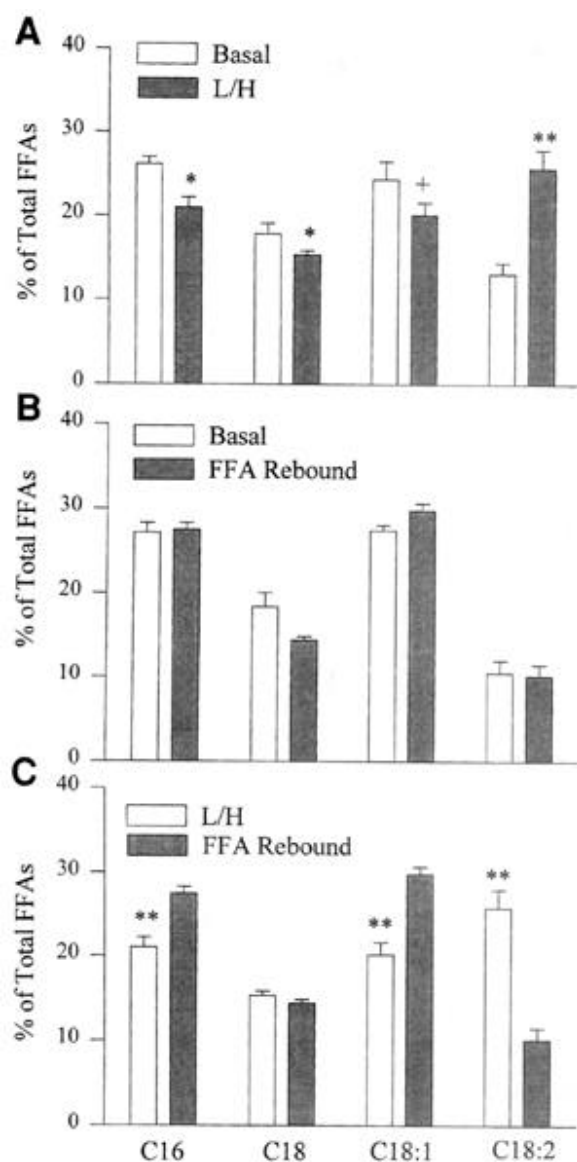 A
40
30
20
10
0
% of Total FFAs
Basal
L/H
*
*
+
**
B
40
30
20
10
0
% of Total FFAs
Basal
FFA Rebound
C
40
30
20
10
0
% of Total FFAs
L/H
FFA Rebound
**
**
**
C16 C18 C18:1 C18:2